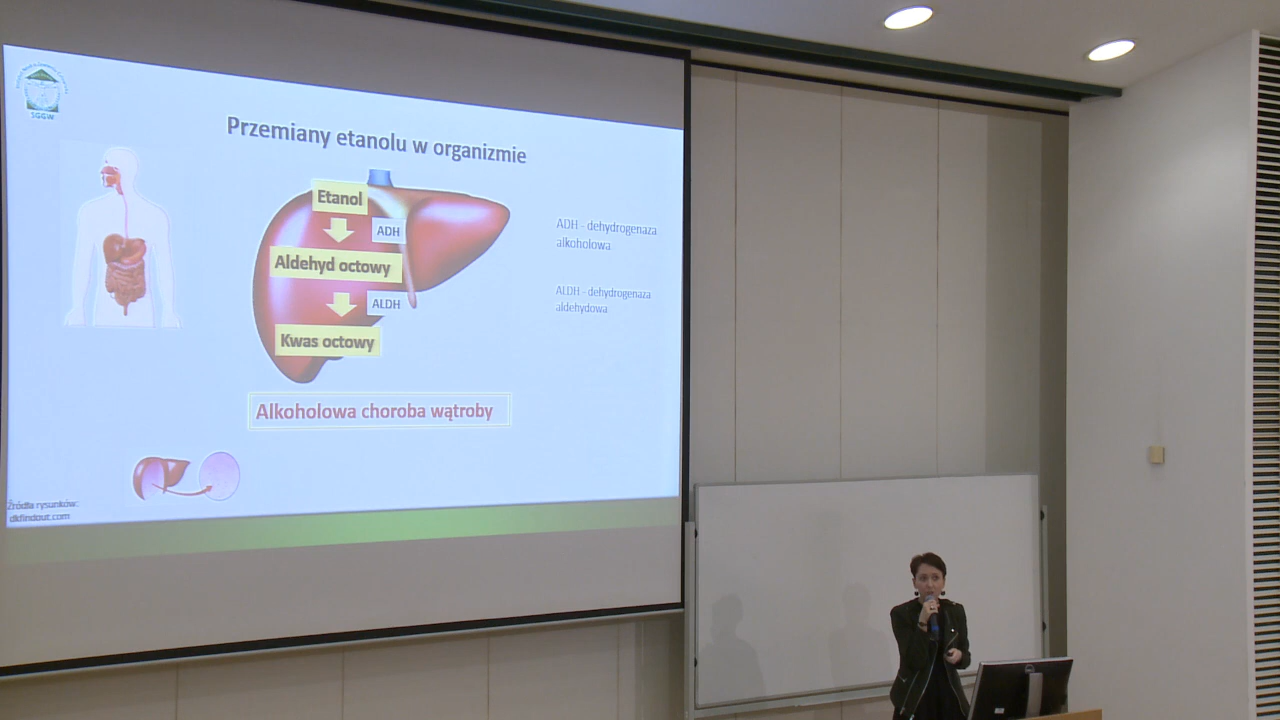 SGGW
Przemiany etanolu w organizmie
Etanol
ADH
Aldehyd octowy
ALDH
Kwas octowy
ADH - dehydrogenaza
alkoholowa
ALDH - dehydrogenaza
aldehydowa
Alkoholowa choroba wątroby
Źródła rysunków:
dkfindout.com